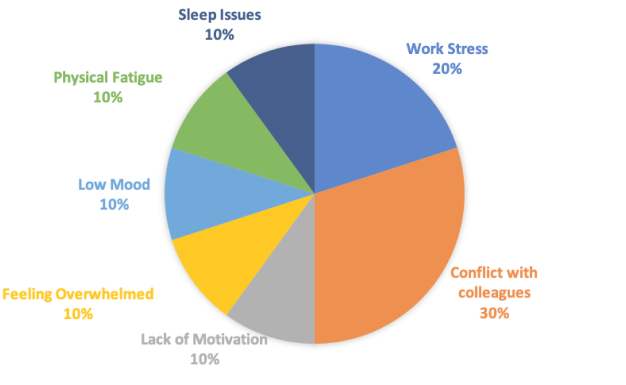 Sleep Issues
10%
Work Stress
20%
Physical Fatigue
10%
Low Mood
10%
Conflict with
colleagues
30%
Feeling Overwhelmed
10%
Lack of Motivation
10%